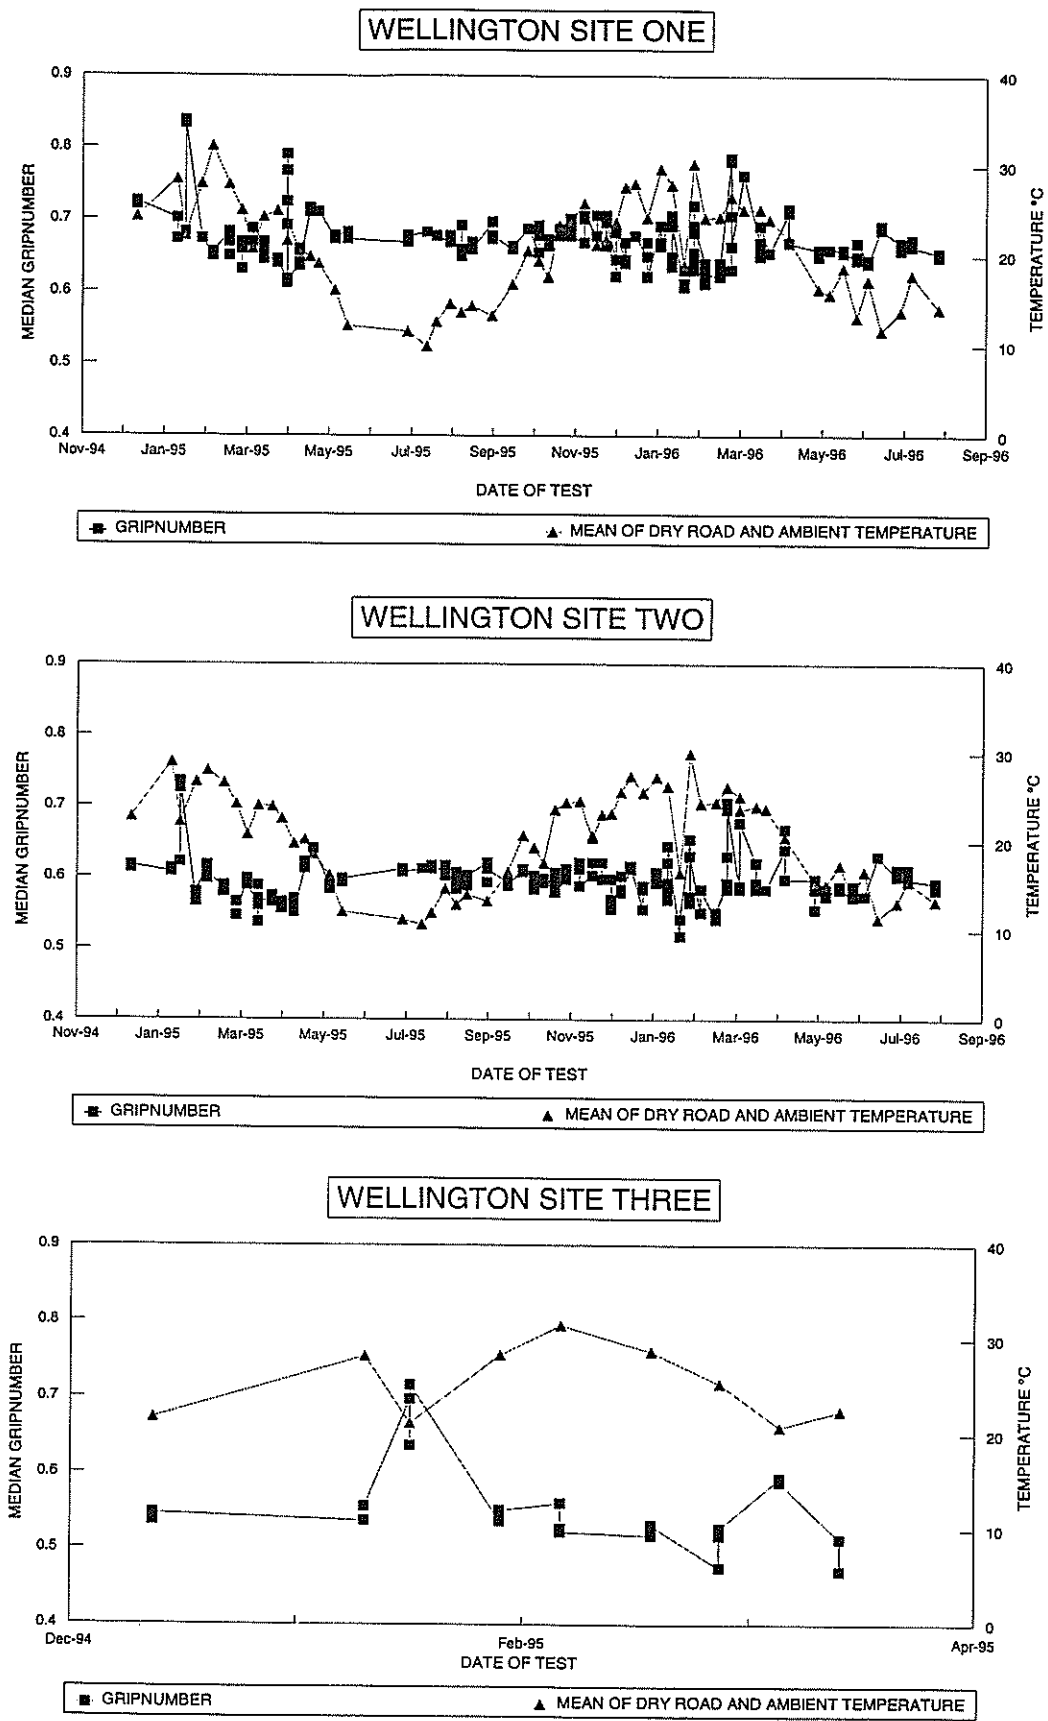 WELLINGTON SITE ONE
0.9
0.8
0.7
0.6
0.5
0.4
MEDIAN GRIPNUMBER
40
30
20
10
0
TEMPERATURE °C
Nov-94 Jan-95 Mar-95 May-95 Jul-95 Sep-95 Nov-95 Jan-96 Mar-96 May-96 Jul-96 Sep-96
DATE OF TEST
GRIPNUMBER MEAN OF DRY ROAD AND AMBIENT TEMPERATURE
WELLINGTON SITE TWO
0.9
0.8
0.7
0.6
0.5
0.4
MEDIAN GRIPNUMBER
40
30
20
10
0
TEMPERATURE °C
Nov-94 Jan-95 Mar-95 May-95 Jul-95 Sep-95 Nov-95 Jan-96 Mar-96 May-96 Jul-96 Sep-96
DATE OF TEST
GRIPNUMBER MEAN OF DRY ROAD AND AMBIENT TEMPERATURE
WELLINGTON SITE THREE
0.9
0.8
0.7
0.6
0.5
0.4
MEDIAN GRIPNUMBER
40
30
20
10
0
TEMPERATURE °C
Dec-94 Feb-95 Apr-95
DATE OF TEST
GRIPNUMBER MEAN OF DRY ROAD AND AMBIENT TEMPERATURE